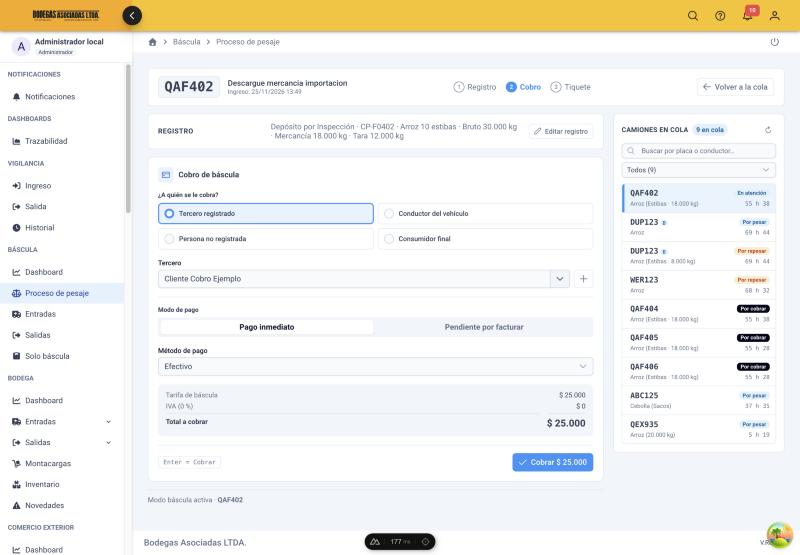 BODEGAS ASOCIADAS LTDA.
10
A
Administrador local
Administrador
NOTIFICACIONES
Notificaciones
DASHBOARDS
Trazabilidad
VIGILANCIA
Ingreso
Salida
Historial
BÁSCULA
Dashboard
Proceso de pesaje
Entradas
Salidas
Solo báscula
BODEGA
Dashboard
Entradas
Salidas
Montacargas
Inventario
Novedades
COMERCIO EXTERIOR
Dashboard
Báscula > Proceso de pesaje
QAF402
Descargue mercancía importacion
Ingreso: 25/11/2026 13:49
1 Registro
2 Cobro
3 Tiquete
Volver a la cola
REGISTRO
Depósito por Inspección · CP-F0402 · Arroz 10 estibas · Bruto 30.000 kg
· Mercancía 18.000 kg · Tara 12.000 kg
Editar registro
Cobro de báscula
¿A quién se le cobra?
Tercero registrado
Conductor del vehículo
Persona no registrada
Consumidor final
Tercero
Cliente Cobro Ejemplo
Modo de pago
Pago inmediato
Pendiente por facturar
Método de pago
Efectivo
Tarifa de báscula $ 25.000
IVA (0 %) $ 0
Total a cobrar $ 25.000
Enter = Cobrar
Cobrar $ 25.000
Modo báscula activa · QAF402
CAMIONES EN COLA 9 en cola
Buscar por placa o conductor..
Todos (9)
QAF402 En atención
Arroz (Estibas · 18.000 kg) 55 h 38
DUP123 Por pesar
Arroz 69 h 44
DUP123 Por repesar
Arroz (Estibas · 8.000 kg) 69 h 44
WER123 Por repesar
Arroz 68 h 32
QAF404 Por cobrar
Arroz (Estibas · 18.000 kg) 55 h 38
QAF405 Por cobrar
Arroz (Estibas · 18.000 kg) 55 h 28
QAF406 Por cobrar
Arroz (Estibas · 18.000 kg) 55 h 28
ABC125 Por pesar
Cebolla (Sacos) 37 h 35
QEX935 Por pesar
Arroz (20.000 kg) 5 h 19
Bodegas Asociadas LTDA.
177 ms